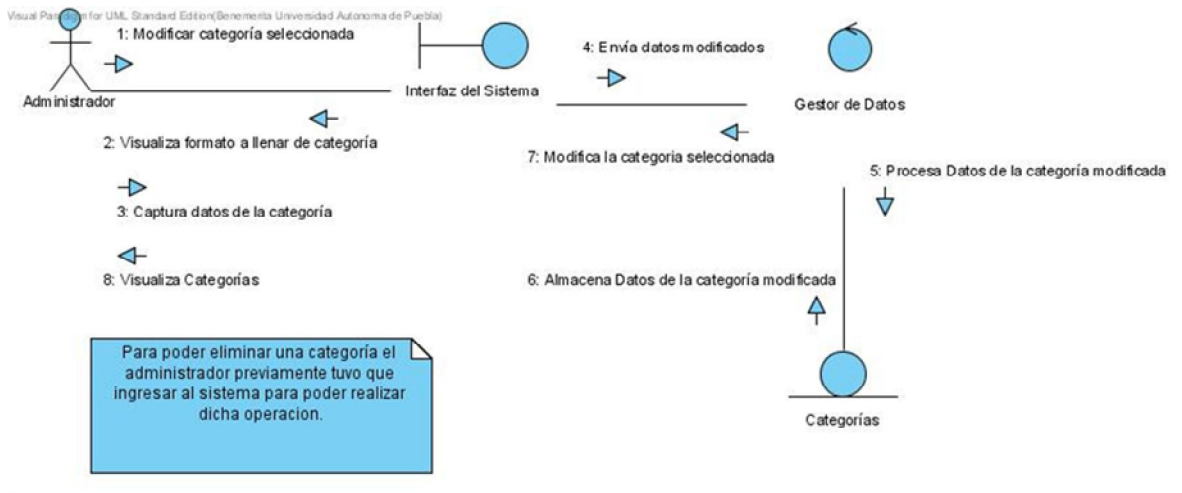 Visual Paradigm for UML Standard Edition(Benemerita Universidad Autonoma de Puebla)
1: Modificar categoría seleccionada
4: Envía datos modificados
Administrador
Interfaz del Sistema
Gestor de Datos
2: Visualiza formato a llenar de categoría
7: Modifica la categoria seleccionada
5: Procesa Datos de la categoría modificada
3: Captura datos de la categoría
8: Visualiza Categorías
6: Almacena Datos de la categoría modificada
Para poder eliminar una categoría el
administrador previamente tuvo que
ingresar al sistema para poder realizar
dicha operacion.
Categorías